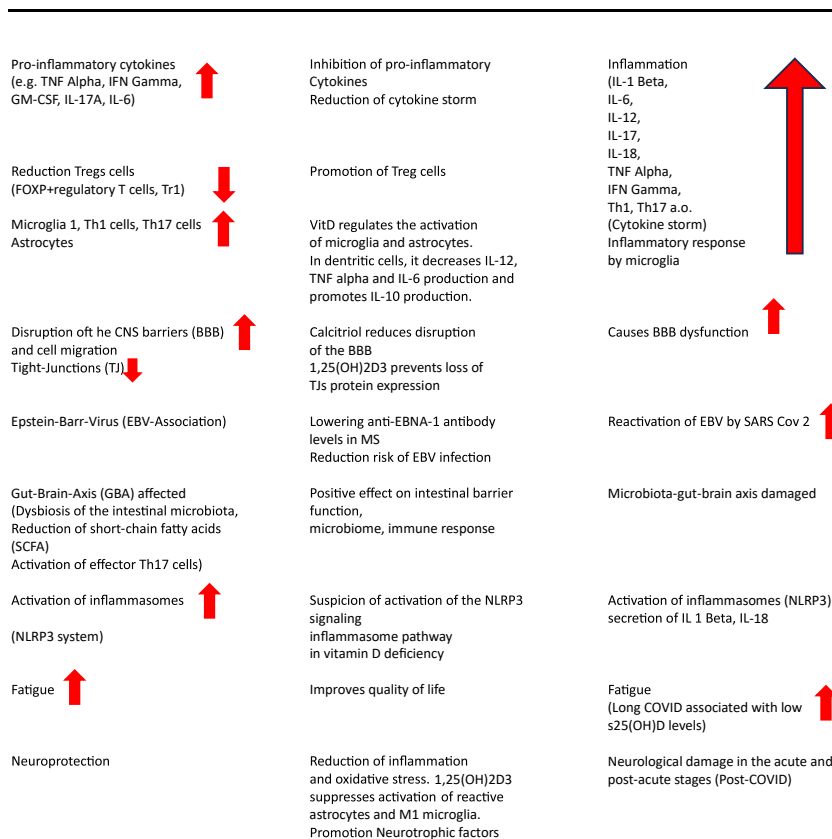 Pro-inflammatory cytokines
(e.g. TNF Alpha, IFN Gamma,
GM-CSF, IL-17A, IL-6)
Inhibition of pro-inflammatory
Cytokines
Reduction of cytokine storm
Inflammation
(IL-1 Beta,
IL-6,
IL-12,
IL-17,
IL-18,
TNF Alpha,
IFN Gamma,
Th1, Th17 a.o.
(Cytokine storm)
Inflammatory response
by microglia
Reduction Tregs cells
(FOXP+regulatory T cells, Tr1)
Promotion of Treg cells
Microglia 1, Th1 cells, Th17 cells
Astrocytes
VitD regulates the activation
of microglia and astrocytes.
In dentritic cells, it decreases IL-12,
TNF alpha and IL-6 production and
promotes IL-10 production.
Disruption oft he CNS barriers (BBB)
and cell migration
Tight-Junctions (TJ)
Calcitriol reduces disruption
of the BBB
1,25(OH)2D3 prevents loss of
TJs protein expression
Causes BBB dysfunction
Epstein-Barr-Virus (EBV-Association)
Lowering anti-EBNA-1 antibody
levels in MS
Reduction risk of EBV infection
Reactivation of EBV by SARS Cov 2
Gut-Brain-Axis (GBA) affected
(Dysbiosis of the intestinal microbiota,
Reduction of short-chain fatty acids
(SCFA)
Activation of effector Th17 cells)
Positive effect on intestinal barrier
function,
microbiome, immune response
Microbiota-gut-brain axis damaged
Activation of inflammasomes
(NLRP3 system)
Suspicion of activation of the NLRP3
signaling
inflammasome pathway
in vitamin D deficiency
Activation of inflammasomes (NLRP3)
secretion of IL 1 Beta, IL-18
Fatigue
Improves quality of life
Fatigue
(Long COVID associated with low
s25(OH)D levels)
Neuroprotection
Reduction of inflammation
and oxidative stress. 1,25(OH)2D3
suppresses activation of reactive
astrocytes and M1 microglia.
Promotion Neurotrophic factors
Neurological damage in the acute and
post-acute stages (Post-COVID)